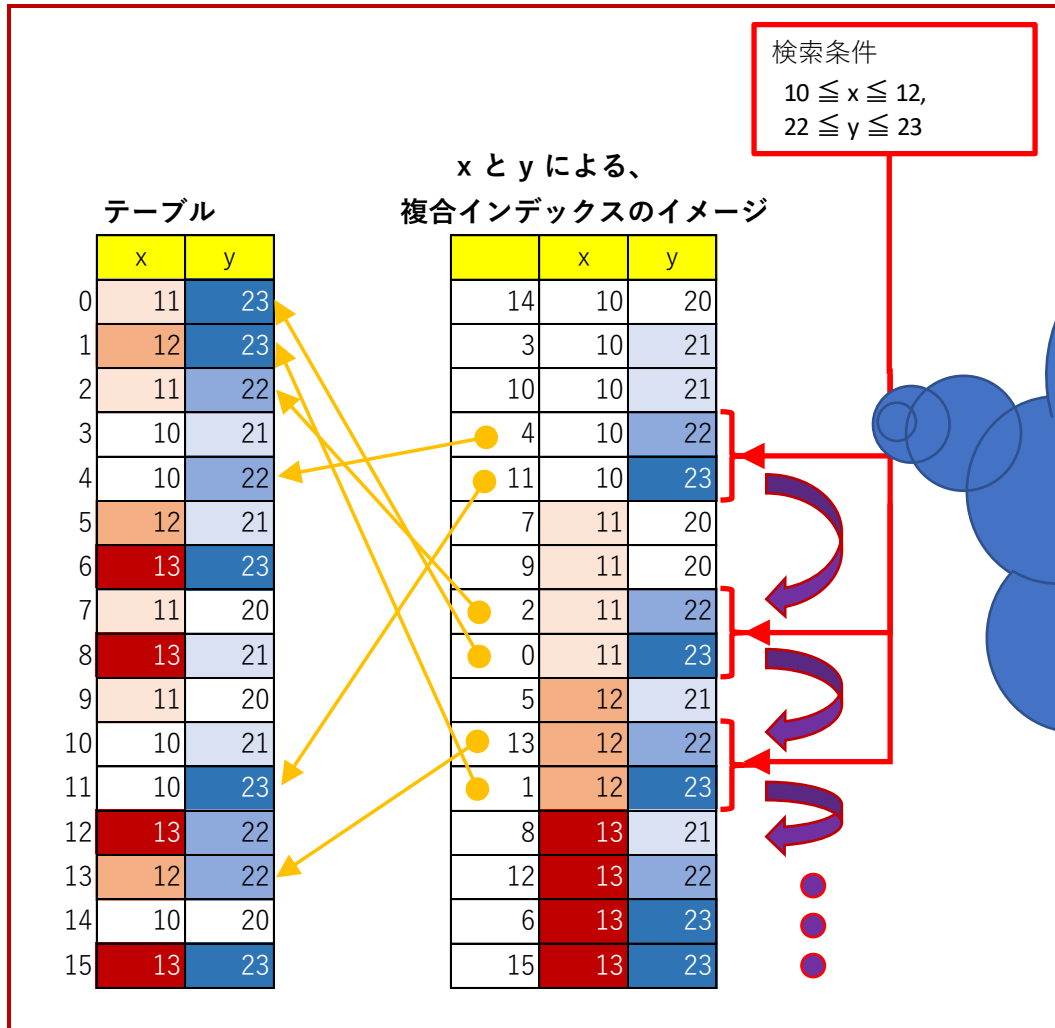 検索条件
10 ≦ x ≦ 12,
22 ≦ y ≦ 23
x と y による、
テーブル 複合インデックスのイメージ
x y x y
0 11 23 14 10 20
1 12 23 3 10 21
2 11 22 10 10 21
3 10 21 4 10 22
4 10 22 11 10 23
5 12 21 7 11 20
6 13 23 9 11 20
7 11 20 2 11 22
8 13 21 0 11 23
9 11 20 5 12 21
10 10 21 13 12 22
11 10 23 1 12 23
12 13 22 8 13 21
13 12 22 12 13 22
14 10 20 6 13 23
15 13 23 15 13 23